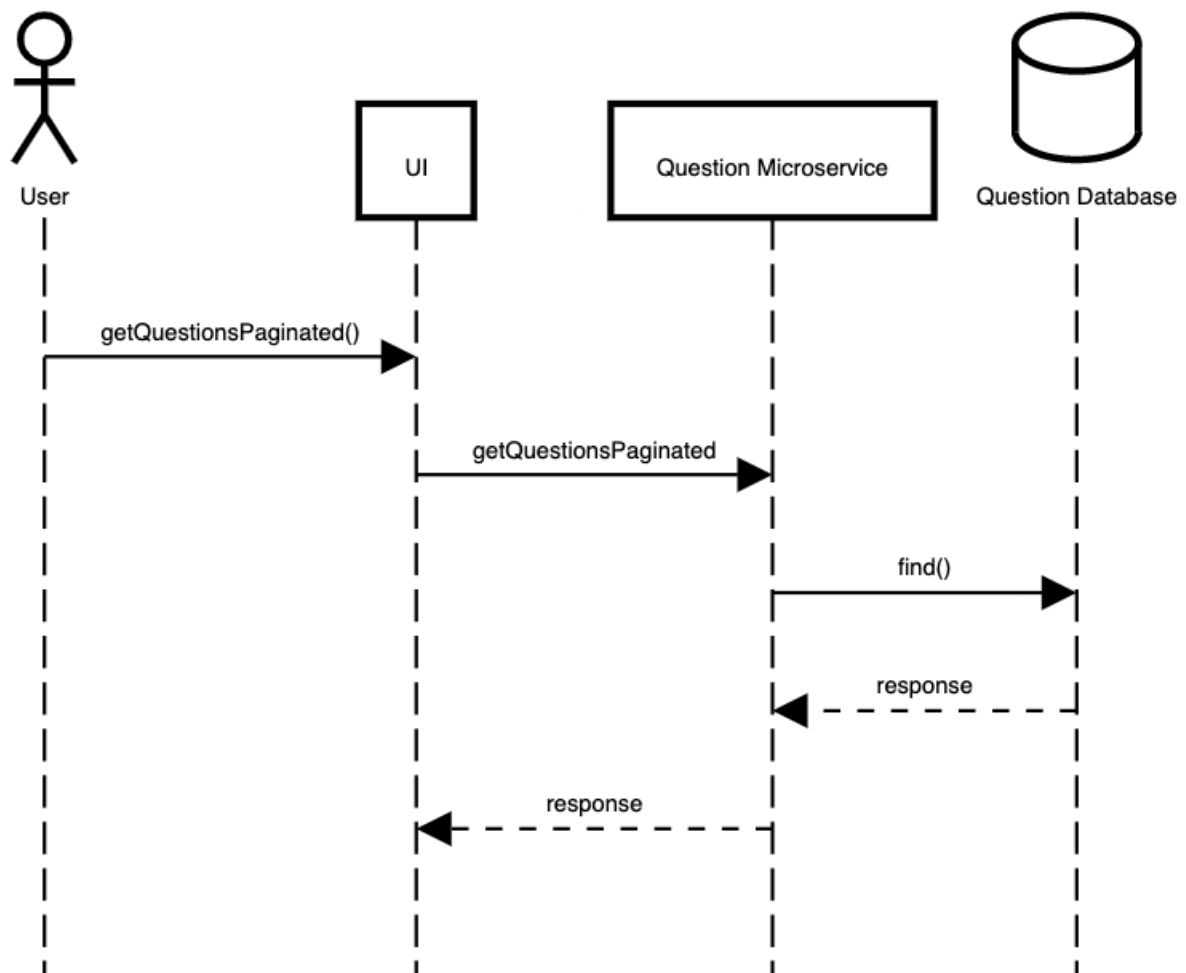 User
UI
Question Microservice
Question Database
getQuestionsPaginated()
getQuestionsPaginated
find()
response
response